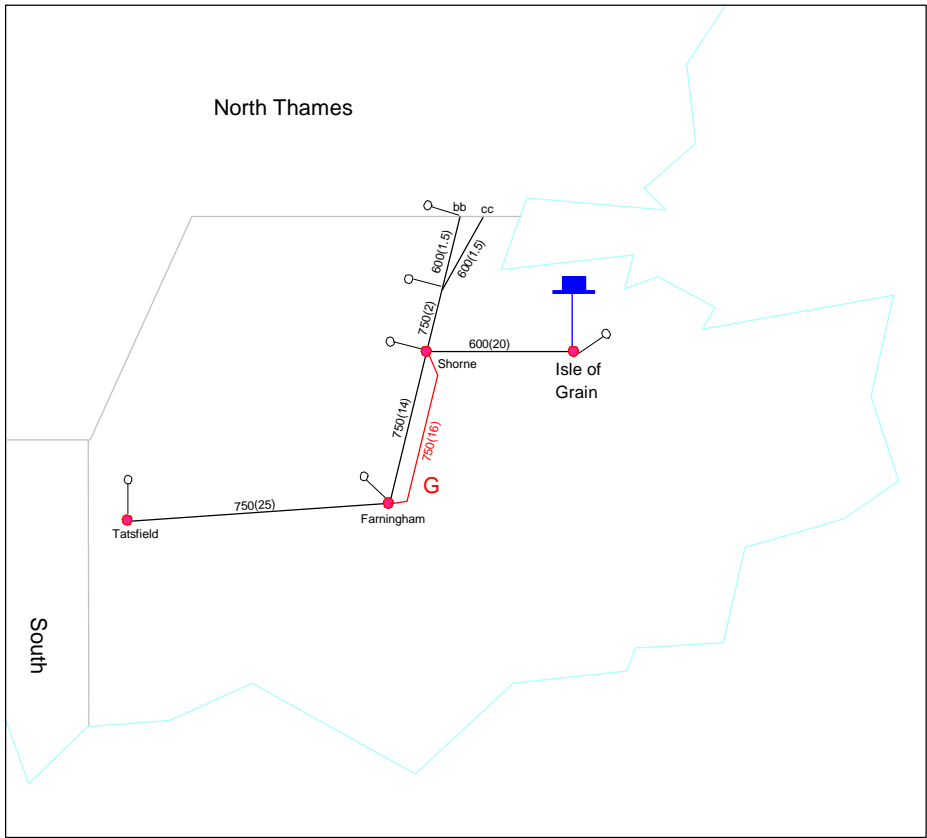 North Thames
bb
cc
600(1.5)
600(1.5)
750(2)
600(20)
Shorne
Isle of
Grain
750(14)
750(16)
G
750(25)
Farningham
Tatsfield
South